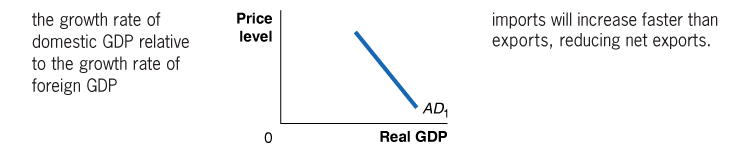 the growth rate of
domestic GDP relative
to the growth rate of
foreign GDP
Price
level
AD1
0
Real GDP
imports will increase faster than
exports, reducing net exports.